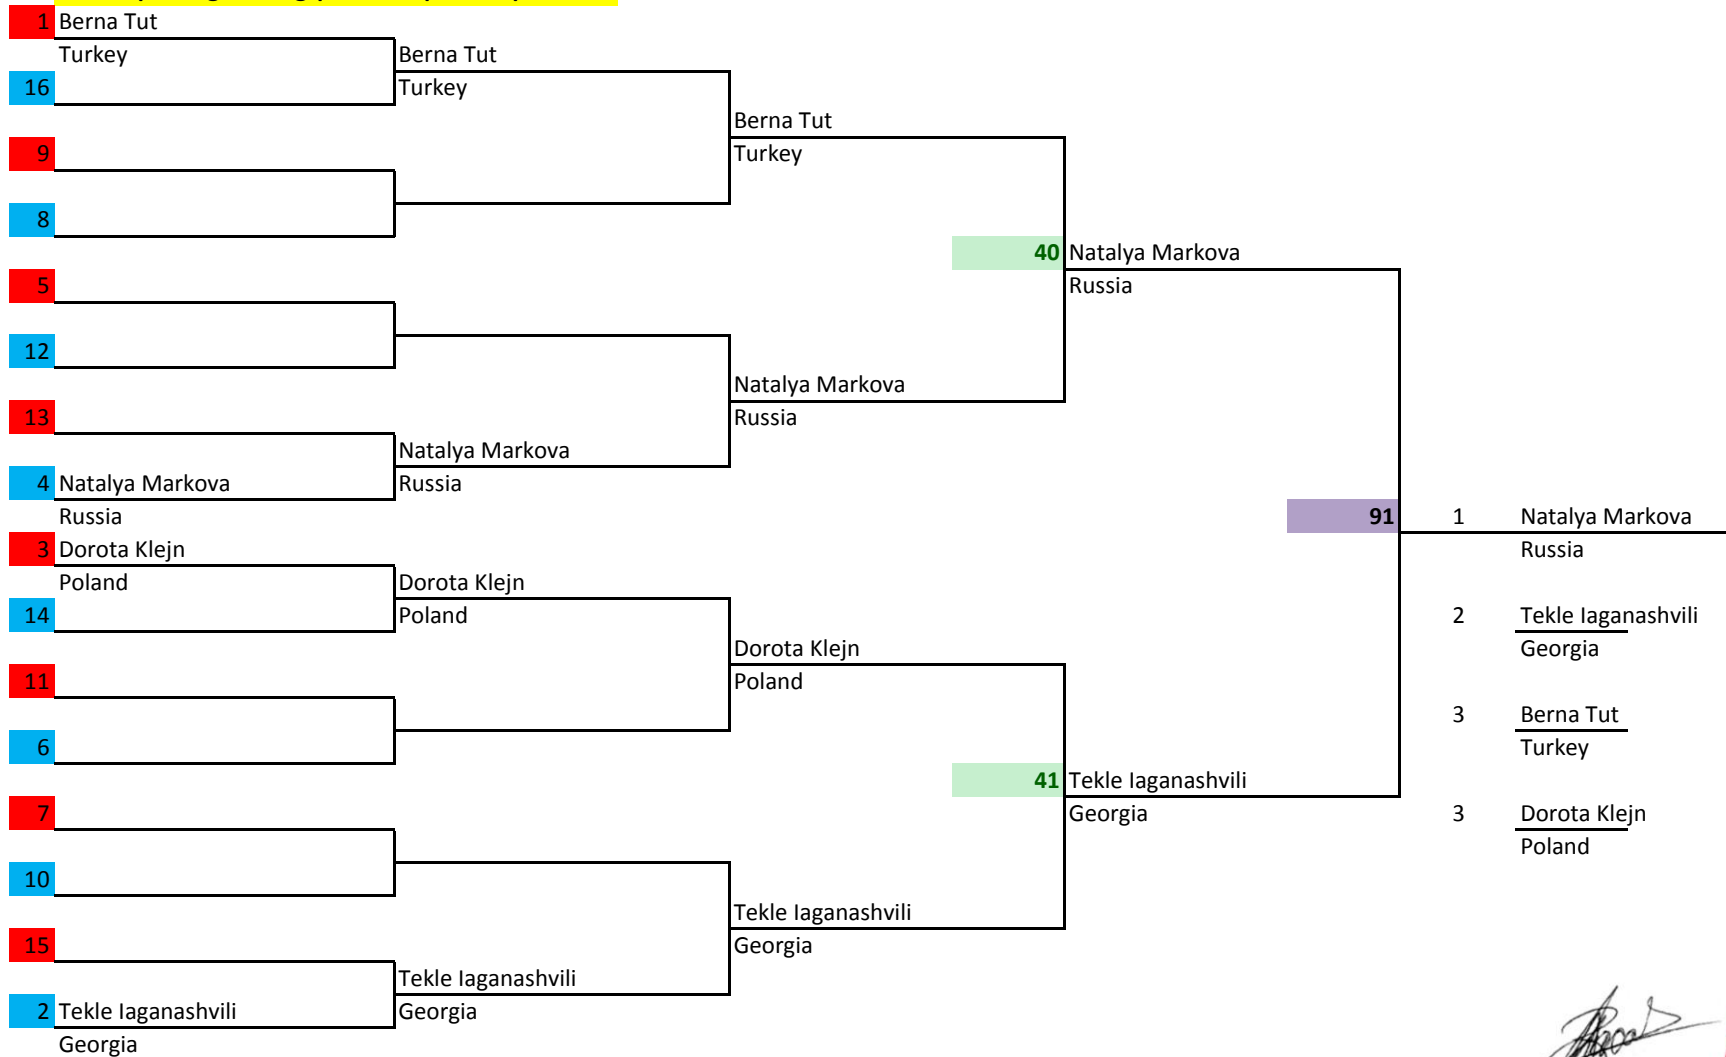 1 Berna Tut
Turkey Berna Tut
16 Turkey
Berna Tut
9 Turkey
8
40 Natalya Markova
5 Russia
12
Natalya Markova
13 Russia
Natalya Markova
4 Natalya Markova Russia
Russia 91 1 Natalya Markova
3 Dorota Klejn Russia
Poland Dorota Klejn
14 Poland 2 Tekle Iaganashvili
Dorota Klejn Georgia
11 Poland
3 Berna Tut
6 Turkey
41 Tekle Iaganashvili
7 Georgia 3 Dorota Klejn
Poland
10
Tekle Iaganashvili
15 Georgia
Tekle Iaganashvili
2 Tekle Iaganashvili Georgia
Georgia